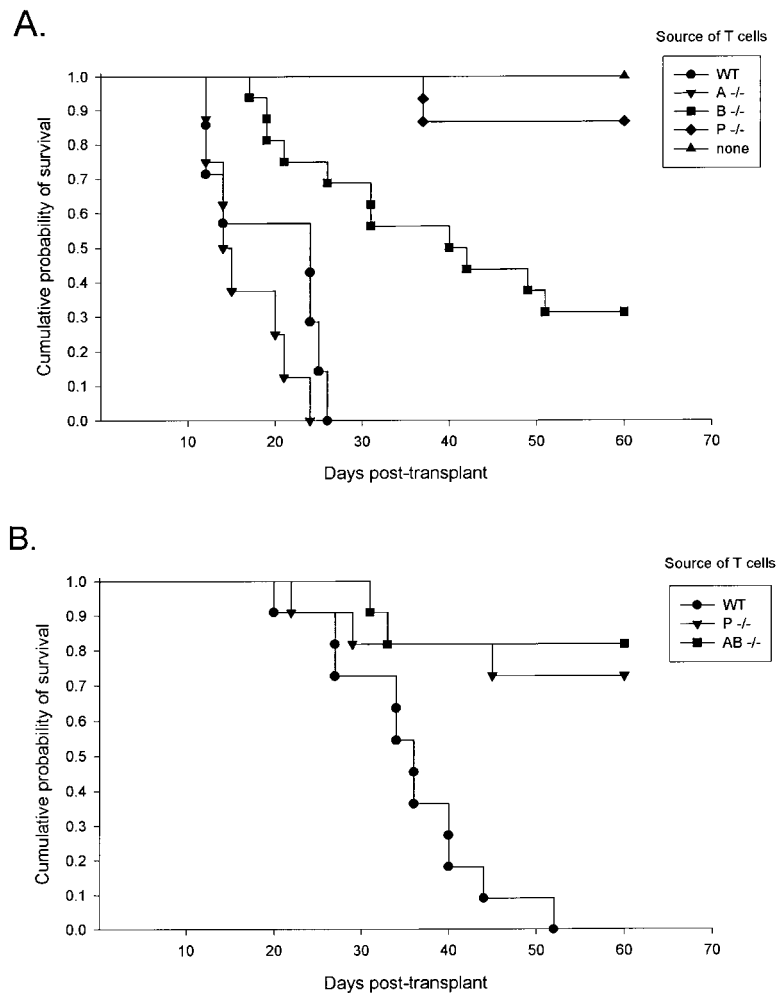 A.
Source of T cells
WT
A -/-
B -/-
P -/-
none
Cumulative probability of survival
1.0
0.9
0.8
0.7
0.6
0.5
0.4
0.3
0.2
0.1
0.0
10 20 30 40 50 60 70
Days post-transplant
B.
Source of T cells
WT
P -/-
AB -/-
Cumulative probability of survival
1.0
0.9
0.8
0.7
0.6
0.5
0.4
0.3
0.2
0.1
0.0
10 20 30 40 50 60 70
Days post-transplant